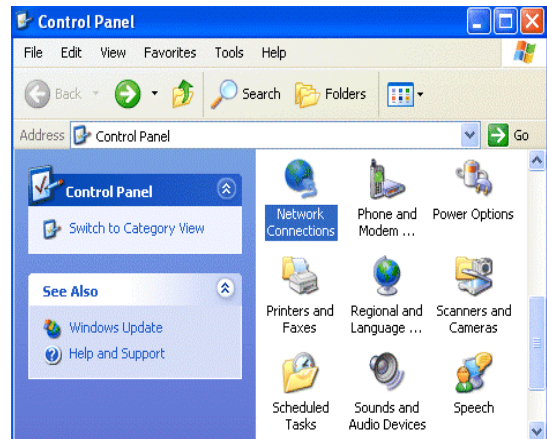 Control Panel
File Edit View Favorites Tools Help
Back Search Folders
Address Control Panel Go
Control Panel
Switch to Category View
See Also
Windows Update
Help and Support
Network Connections
Phone and Modem ...
Power Options
Printers and Faxes
Regional and Language ...
Scanners and Cameras
Scheduled Tasks
Sounds and Audio Devices
Speech